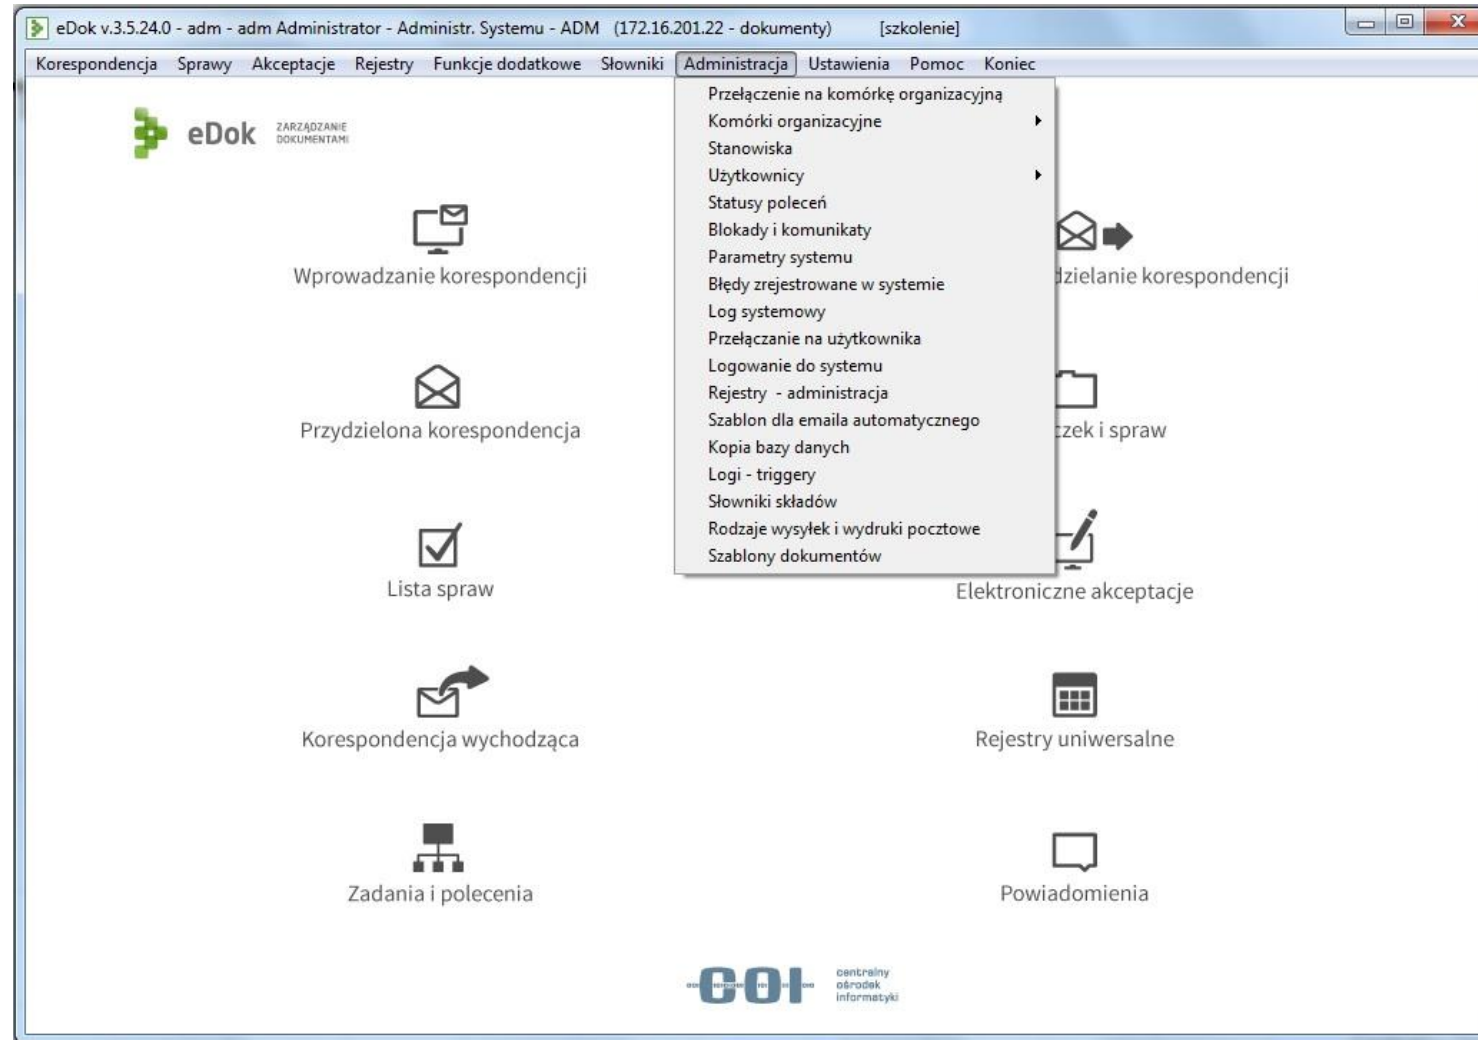 eDok v.3.5.24.0 - adm - adm Administrator - Administr. Systemu - ADM (172.16.201.22 - dokumenty) [szkolenie]
Korespondencja Sprawy Akceptacje Rejestry Funkcje dodatkowe Słowniki Administracja Ustawienia Pomoc Koniec
eDok ZARZĄDZANIE
DOKUMENTAMI
Przełączenie na komórkę organizacyjną
Komórki organizacyjne
Stanowiska
Użytkownicy
Statusy poleceń
Blokady i komunikaty
Parametry systemu
Błędy zrejestrowane w systemie
Log systemowy
Przełączanie na użytkownika
Logowanie do systemu
Rejestry - administracja
Szablon dla emaila automatycznego
Kopia bazy danych
Logi - triggery
Słowniki składów
Rodzaje wysyłek i wydruki pocztowe
Szablony dokumentów
Wprowadzanie korespondencji
dzielanie korespondencji
Przydzielona korespondencja
czek i spraw
Lista spraw
Elektroniczne akceptacje
Korespondencja wychodząca
Rejestry uniwersalne
Zadania i polecenia
Powiadomienia
COI centralny
ośrodek
informatyki